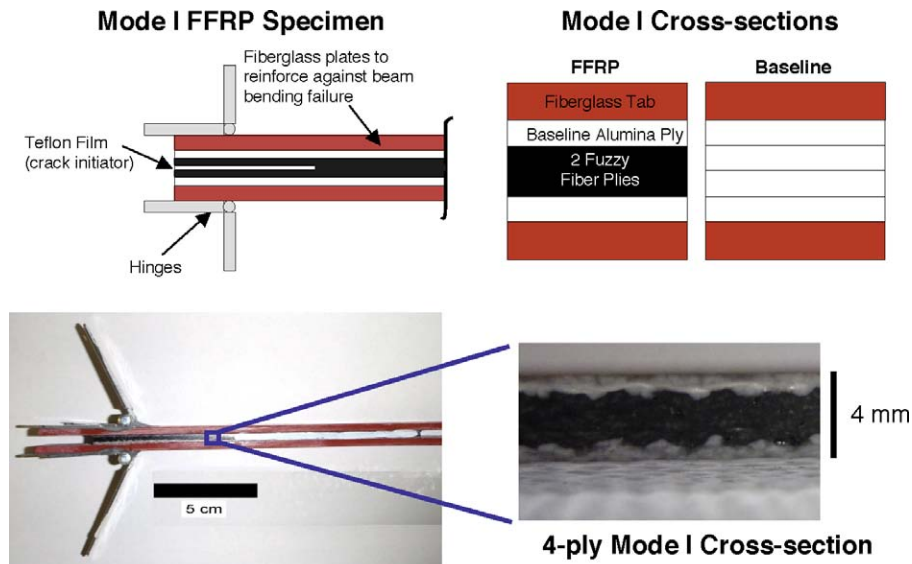 Mode I FFRP Specimen
Fiberglass plates to
reinforce against beam
bending failure
Teflon Film
(crack initiator)
Hinges
Mode I Cross-sections
FFRP
Baseline
Fiberglass Tab
Baseline Alumina Ply
2 Fuzzy
Fiber Plies
5 cm
4 mm
4-ply Mode I Cross-section